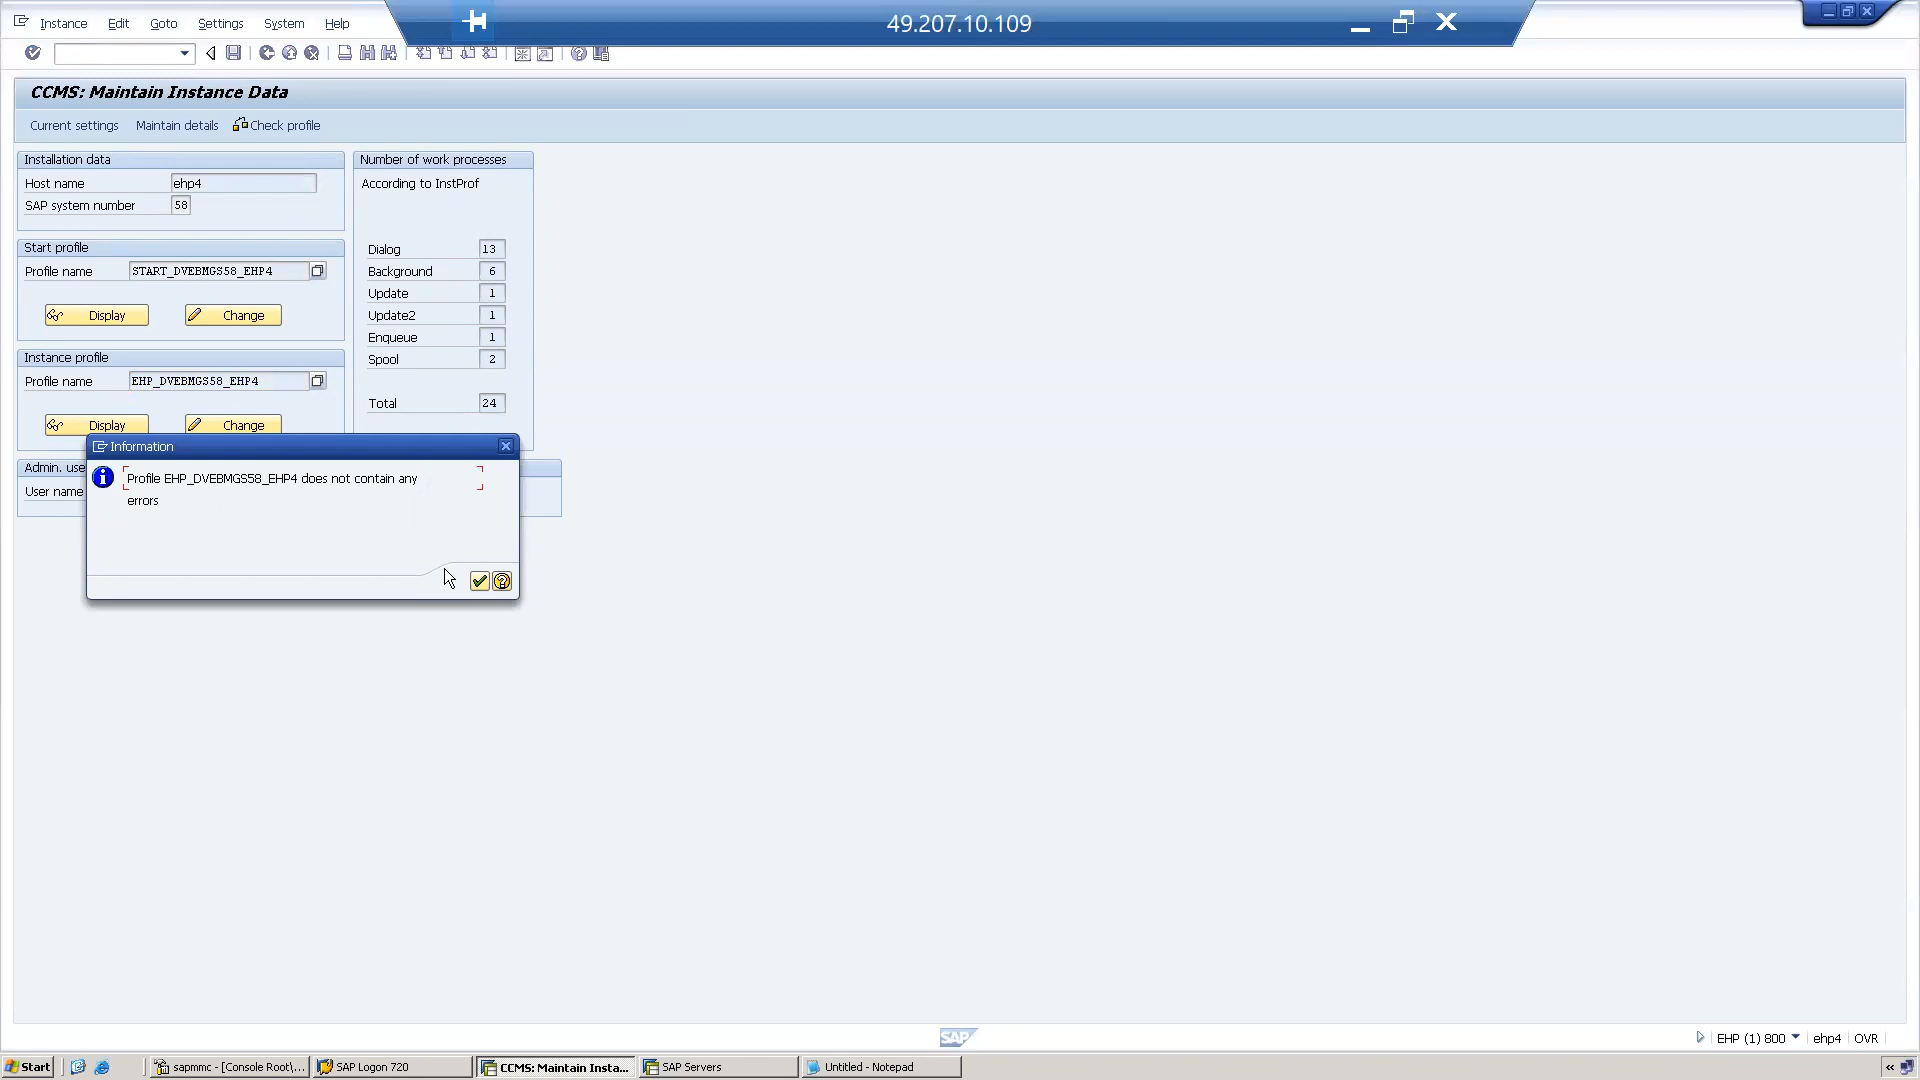 49.207.10.109
Instance Edit Goto Settings System Help
CCMS: Maintain Instance Data
Current settings Maintain details Check profile
Installation data
Host name ehp4
SAP system number 58
Start profile
Profile name START_DVEBMGS58_EHP4
Display Change
Instance profile
Profile name EHP_DVEBMGS58_EHP4
Display Change
Admin. use
User name
Number of work processes
According to InstProf
Dialog 13
Background 6
Update 1
Update2 1
Enqueue 1
Spool 2
Total 24
Information
Profile EHP_DVEBMGS58_EHP4 does not contain any
errors
SAP
EHP (1) 800 ehp4 OVR
Start sapmmc - [Console Root\... SAP Logon 720 CCMS: Maintain Insta... SAP Servers Untitled - Notepad